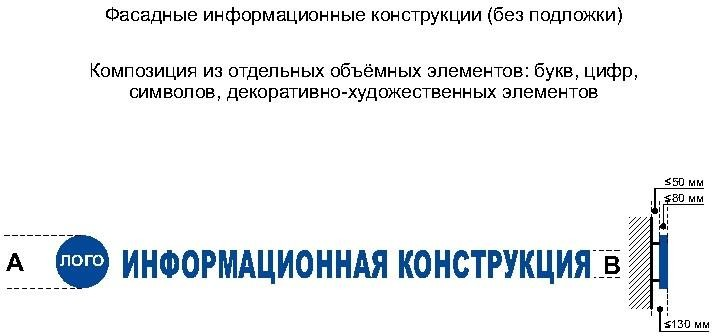 Фасадные информационные конструкции (без подложки)
Композиция из отдельных объёмных элементов: букв, цифр,
символов, декоративно-художественных элементов
≤50 мм
≤80 мм
А ЛОГО ИНФОРМАЦИОННАЯ КОНСТРУКЦИЯ В
≤130 мм